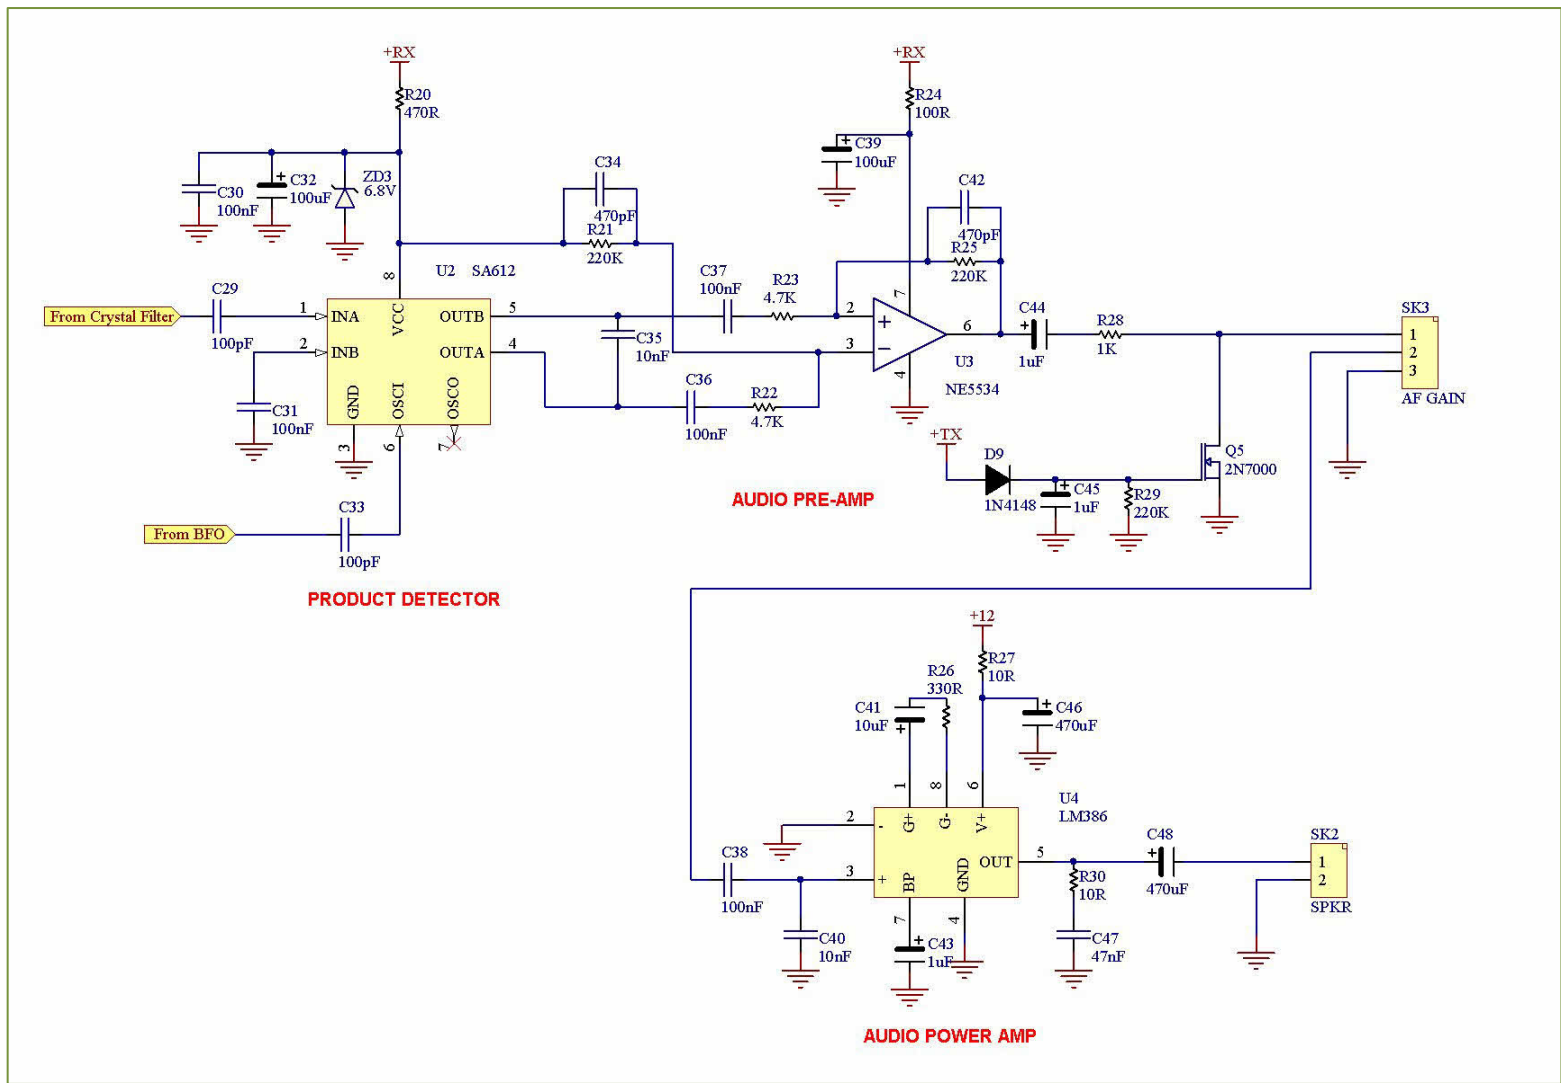 +RX
R20
470R
C30
100nF
C32
100uF
ZD3
6.8V
C34
470pF
R21
220K
+RX
R24
100R
C39
100uF
C42
470pF
R25
220K
U2 SA612
8
From Crystal Filter
C29
100pF
1
INA
2
INB
VCC
OUTB
5
OUTA
4
GND
OSCI
OSCO
3
6
7
C31
100nF
C35
10nF
C37
100nF
R23
4.7K
C36
100nF
R22
4.7K
2
3
+
−
7
4
6
U3
NE5534
C44
1uF
R28
1K
SK3
1
2
3
AF GAIN
From BFO
C33
100pF
PRODUCT DETECTOR
AUDIO PRE-AMP
+TX
D9
1N4148
C45
1uF
R29
220K
Q5
2N7000
+12
R27
10R
R26
330R
C41
10uF
C46
470uF
1
8
6
U4
LM386
2
-
G+
G-
V+
3
+
BP
GND
OUT
5
7
4
C38
100nF
C40
10nF
C43
1uF
R30
10R
C47
47nF
C48
470uF
SK2
1
2
SPKR
AUDIO POWER AMP